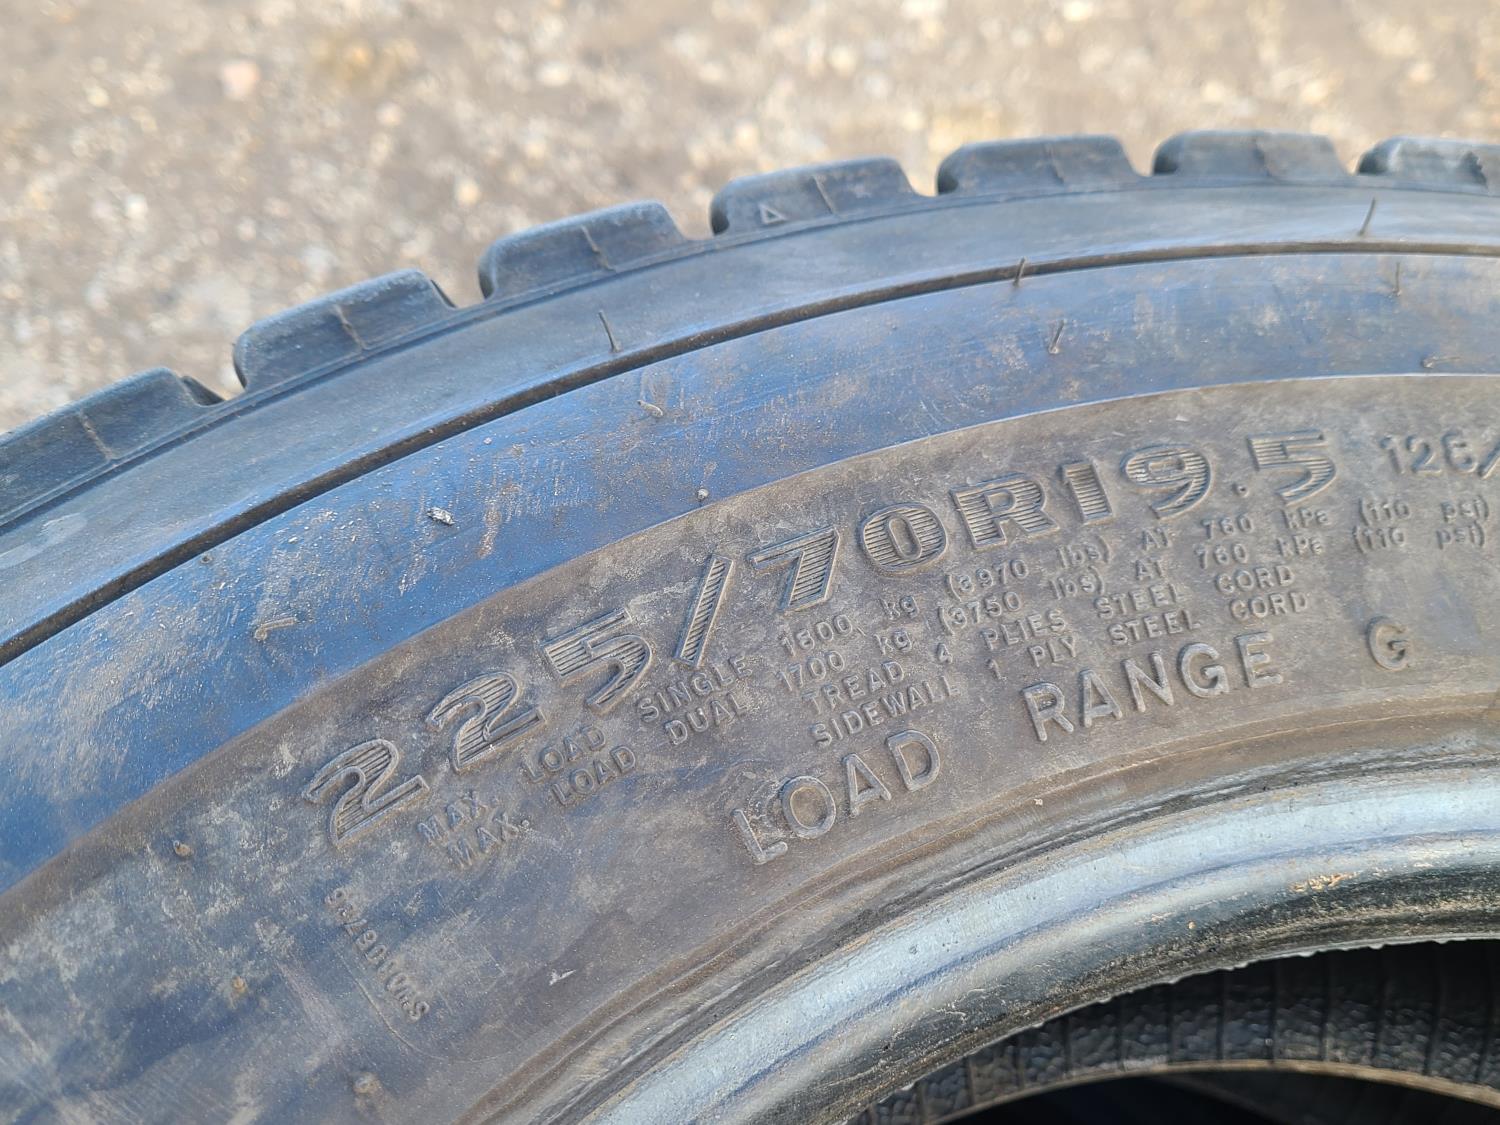 225/70R19.5 126/
MAX. LOAD SINGLE 1800 kg (3970 lbs) AT 760 kPa (110 psi)
MAX. LOAD DUAL 1700 kg (3750 lbs) AT 760 kPa (110 psi)
TREAD 4 PLIES STEEL CORD
SIDEWALL 1 PLY STEEL CORD
LOAD RANGE G